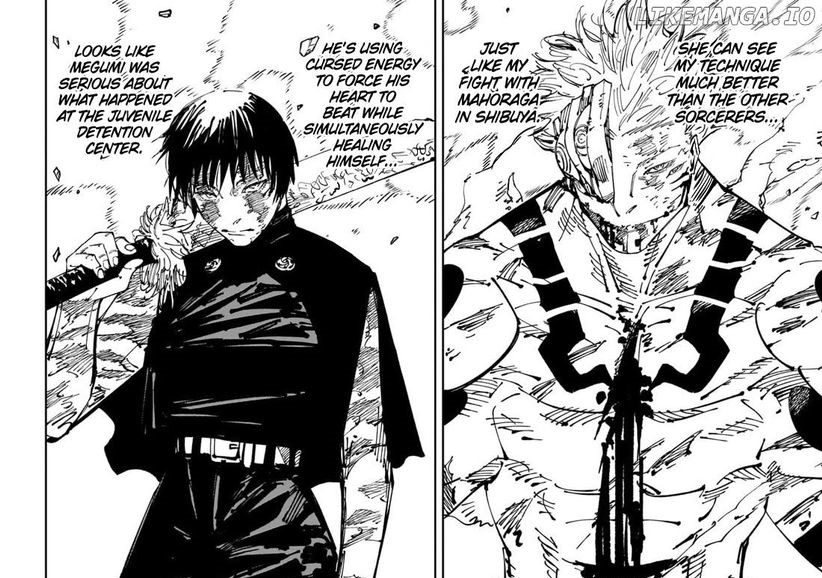 LIKEMANGA.IO
SHE CAN SEE
MY TECHNIQUE
MUCH BETTER
THAN THE OTHER
SORCERERS...
JUST
LIKE MY
FIGHT WITH
MAHORAGA
IN SHIBUYA.
HE'S USING
CURSED ENERGY
TO FORCE HIS
HEART TO
BEAT WHILE
SIMULTANEOUSLY
HEALING
HIMSELF...
LOOKS LIKE
MEGUMI WAS
SERIOUS ABOUT
WHAT HAPPENED
AT THE JUVENILE
DETENTION
CENTER.